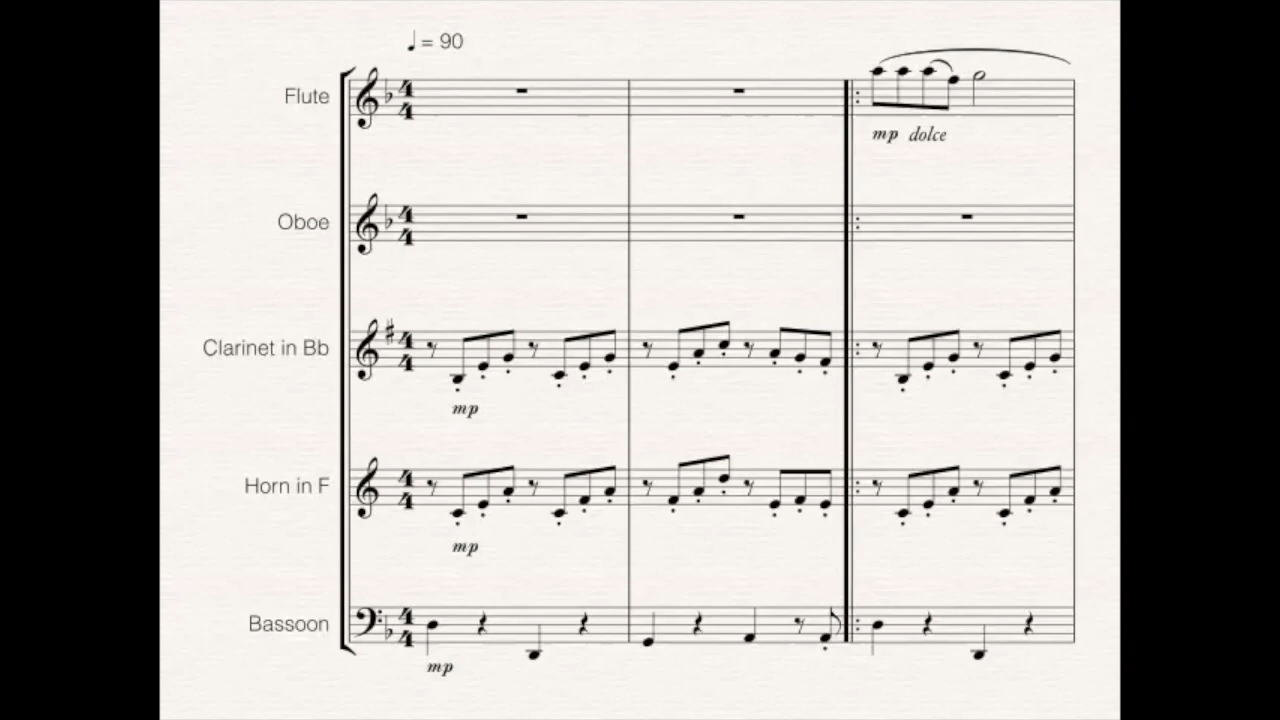 ♩ = 90
Flute
mp dolce
Oboe
Clarinet in Bb
mp
Horn in F
mp
Bassoon
mp